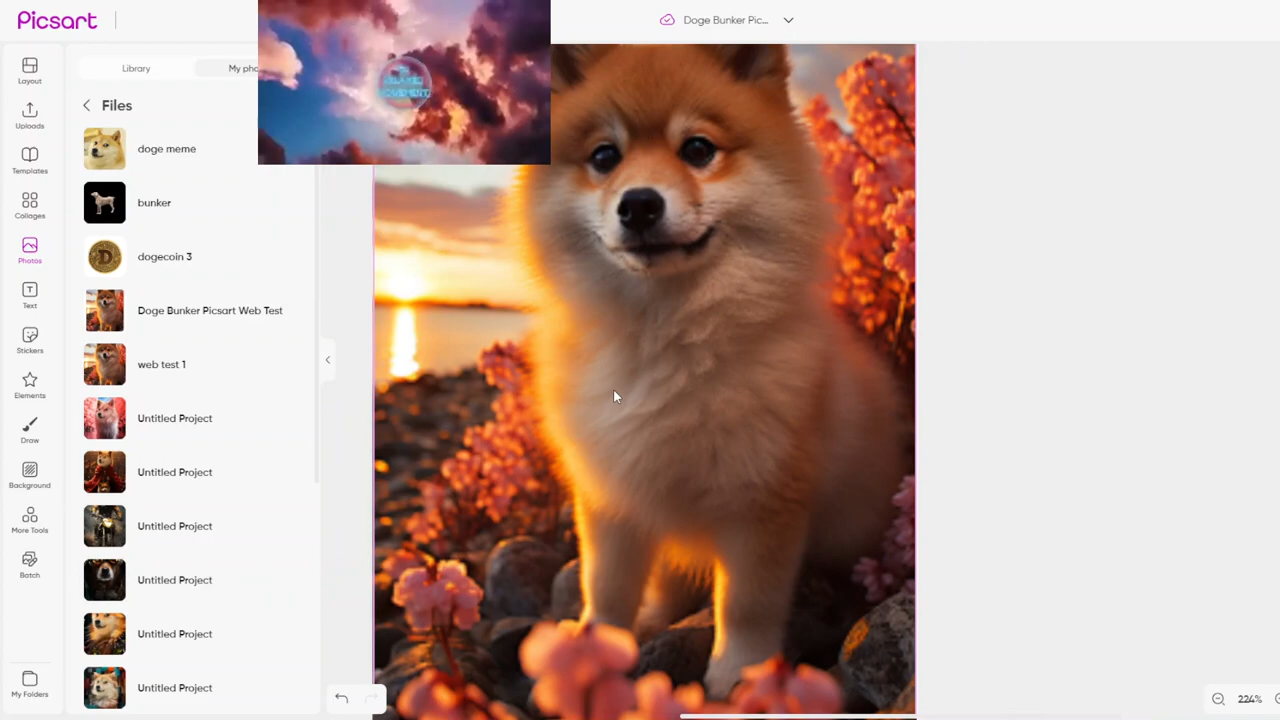 Picsart
Doge Bunker Pic...
Library
My pho
Layout
Uploads
Templates
Collages
Photos
Text
Stickers
Elements
Draw
Background
More Tools
Batch
My Folders
Files
doge meme
bunker
dogecoin 3
Doge Bunker Picsart Web Test
web test 1
Untitled Project
Untitled Project
Untitled Project
Untitled Project
Untitled Project
Untitled Project
D
224%